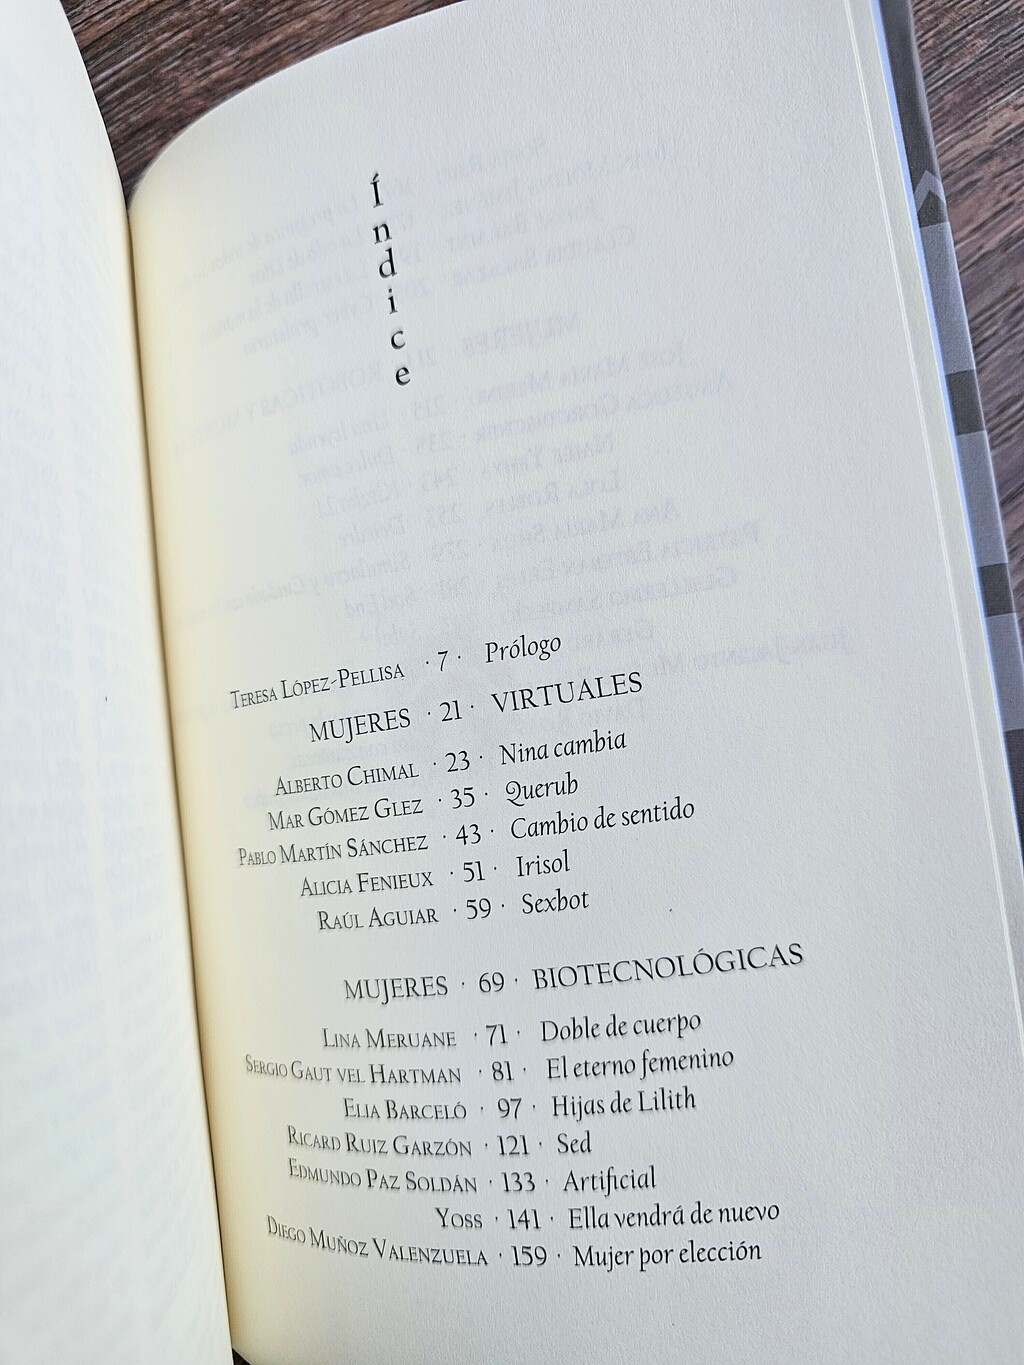 Índice
TERESA LÓPEZ-PELLISA · 7 · Prólogo
MUJERES · 21 · VIRTUALES
ALBERTO CHIMAL · 23 · Nina cambia
MAR GÓMEZ GLEZ · 35 · Querub
PABLO MARTÍN SÁNCHEZ · 43 · Cambio de sentido
ALICIA FENIEUX · 51 · Irisol
RAÚL AGUIAR · 59 · Sexbot
MUJERES · 69 · BIOTECNOLÓGICAS
LINA MERUANE · 71 · Doble de cuerpo
SERGIO GAUT VEL HARTMAN · 81 · El eterno femenino
ELIA BARCELÓ · 97 · Hijas de Lilith
RICARD RUIZ GARZÓN · 121 · Sed
EDMUNDO PAZ SOLDÁN · 133 · Artificial
YOSS · 141 · Ella vendrá de nuevo
DIEGO MUÑOZ VALENZUELA · 159 · Mujer por elección